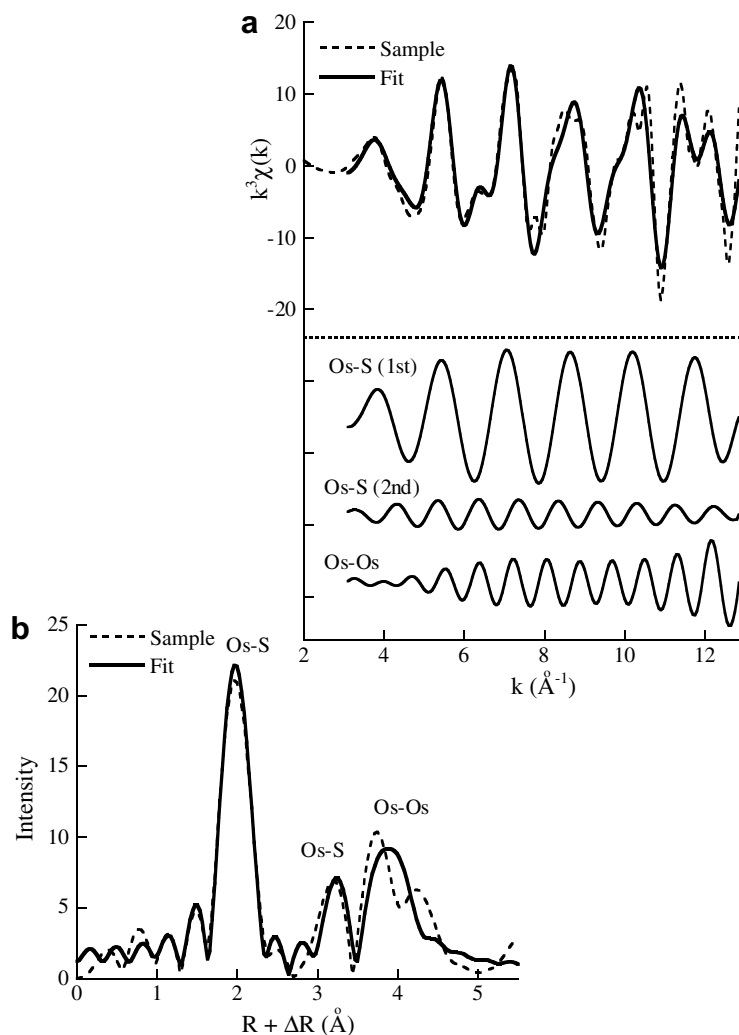 a
20
Sample
Fit
10
0
-10
-20
k³χ(k)
Os-S (1st)
Os-S (2nd)
Os-Os
2 4 6 8 10 12
k (Å⁻¹)
b
25
Sample
Fit
Os-S
20
15
10
5
0
Intensity
Os-S
Os-Os
0 1 2 3 4 5
R + ΔR (Å)